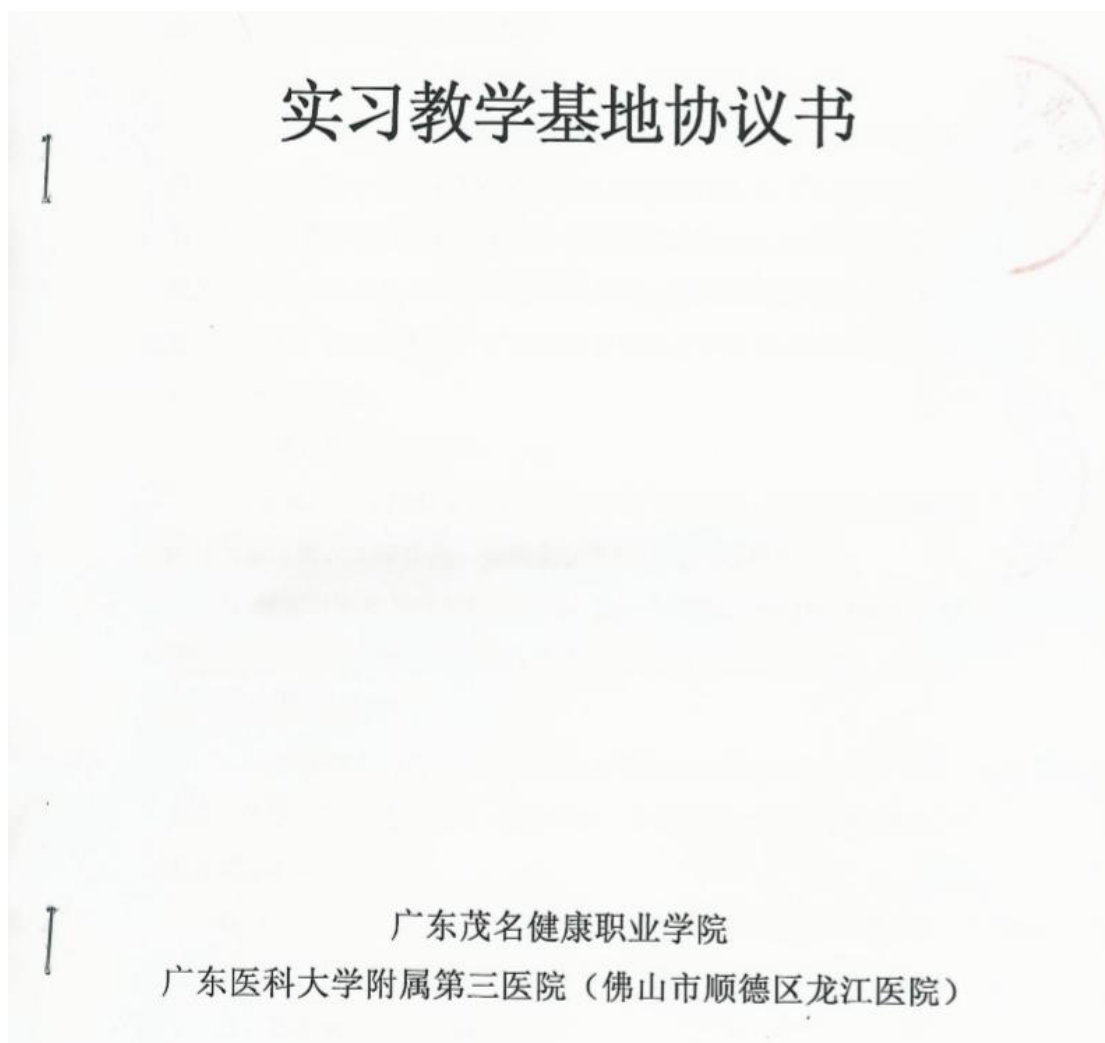 实习教学基地协议书
广东茂名健康职业学院
广东医科大学附属第三医院（佛山市顺德区龙江医院）